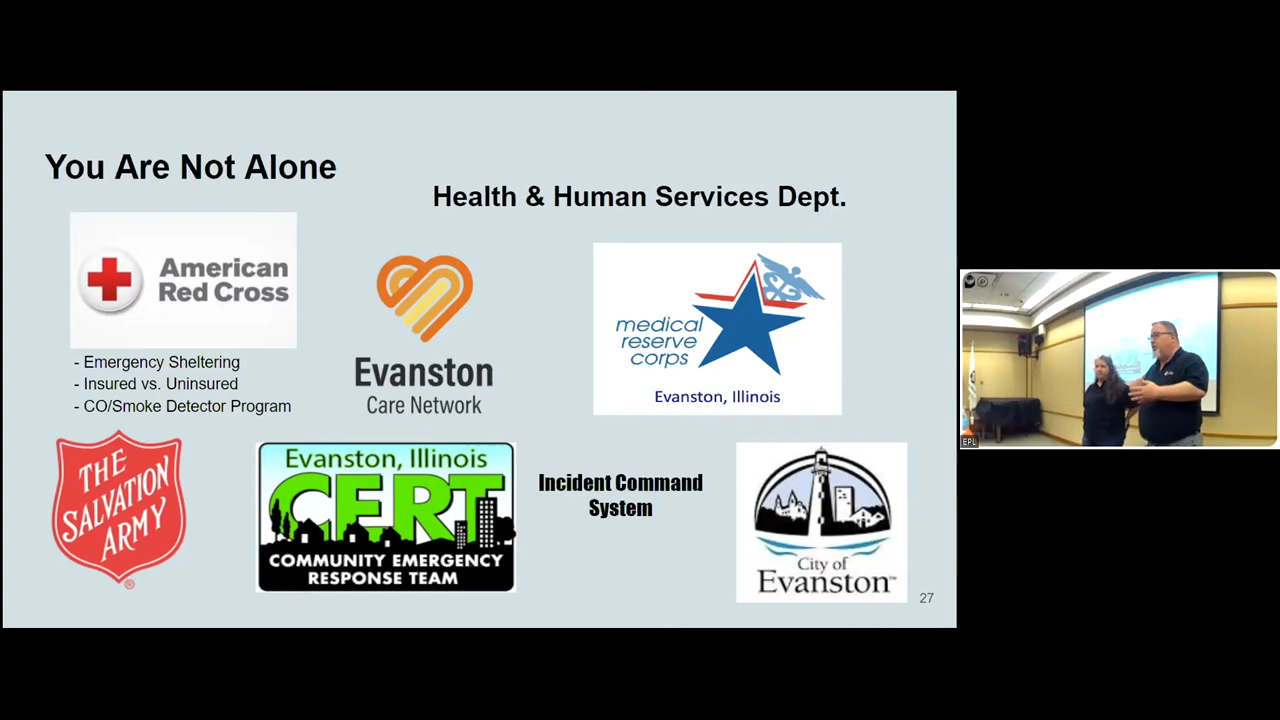 You Are Not Alone
Health & Human Services Dept.
American
Red Cross
- Emergency Sheltering
- Insured vs. Uninsured
- CO/Smoke Detector Program
Evanston
Care Network
medical
reserve
corps
Evanston, Illinois
THE
SALVATION
ARMY
®
Evanston, Illinois
CERT
COMMUNITY EMERGENCY
RESPONSE TEAM
Incident Command
System
City of
Evanston™
27
EPL